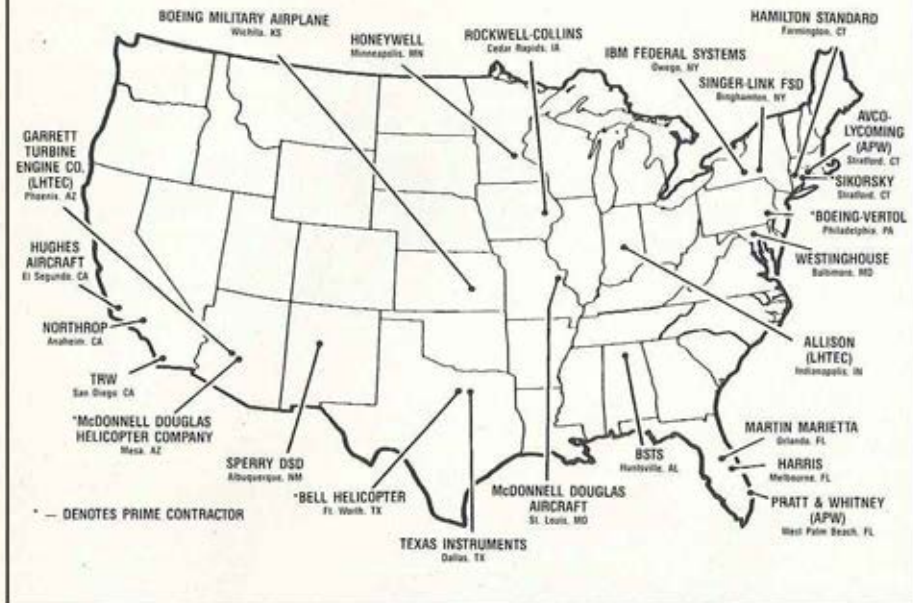 BOEING MILITARY AIRPLANE
Wichita, KS
HONEYWELL
Minneapolis, MN
ROCKWELL-COLLINS
Cedar Rapids, IA
IBM FEDERAL SYSTEMS
Owego, NY
SINGER-LINK FSD
Binghamton, NY
HAMILTON STANDARD
Farmington, CT
AVCO-
LYCOMING
(APW)
Stratford, CT
*SIKORSKY
Stratford, CT
*BOEING-VERTOL
Philadelphia, PA
WESTINGHOUSE
Baltimore, MD
GARRETT
TURBINE
ENGINE CO.
(LHTEC)
Phoenix, AZ
HUGHES
AIRCRAFT
El Segundo, CA
NORTHROP
Anaheim, CA
TRW
San Diego CA
*McDONNELL DOUGLAS
HELICOPTER COMPANY
Mesa, AZ
SPERRY DSD
Albuquerque, NM
*BELL HELICOPTER
Ft. Worth, TX
TEXAS INSTRUMENTS
Dallas, TX
McDONNELL DOUGLAS
AIRCRAFT
St. Louis, MO
BSTS
Huntsville, AL
ALLISON
(LHTEC)
Indianapolis, IN
MARTIN MARIETTA
Orlando, FL
HARRIS
Melbourne, FL
PRATT & WHITNEY
(APW)
West Palm Beach, FL
* — DENOTES PRIME CONTRACTOR